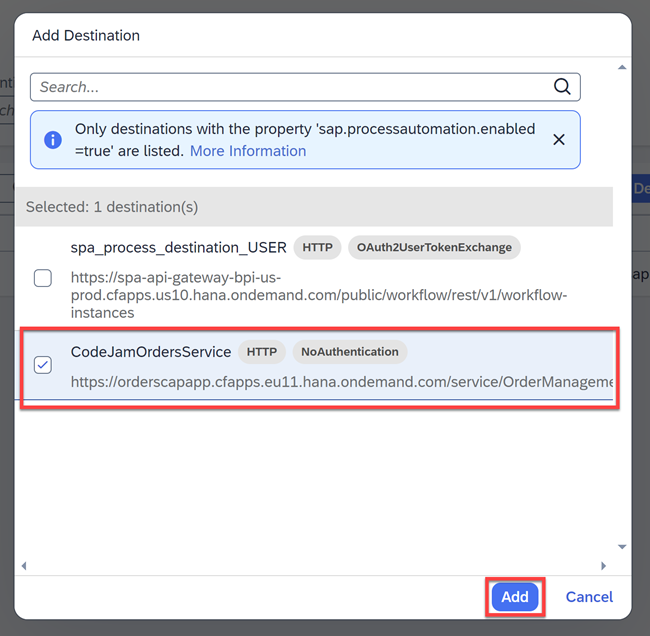 Add Destination
Search...
Only destinations with the property 'sap.processautomation.enabled
=true' are listed. More Information
Selected: 1 destination(s)
spa_process_destination_USER HTTP OAuth2UserTokenExchange
https://spa-api-gateway-bpi-us-
prod.cfapps.us10.hana.ondemand.com/public/workflow/rest/v1/workflow-
instances
CodeJamOrdersService HTTP NoAuthentication
https://orderscapapp.cfapps.eu11.hana.ondemand.com/service/OrderManageme
Add Cancel